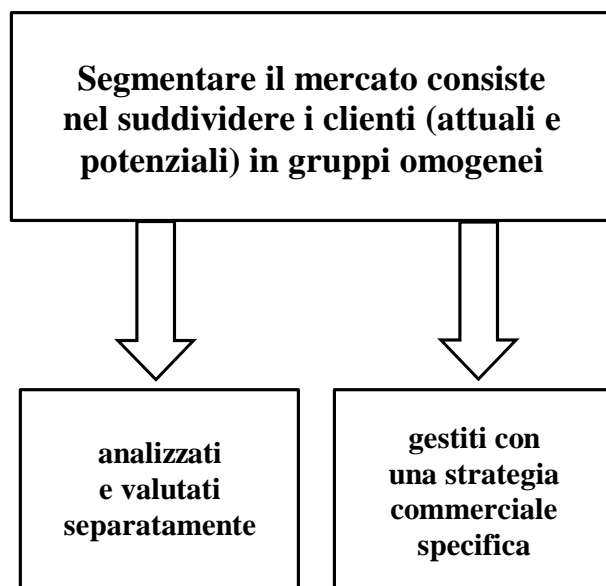 Segmentare il mercato consiste
nel suddividere i clienti (attuali e
potenziali) in gruppi omogenei
analizzati
e valutati
separatamente
gestiti con
una strategia
commerciale
specifica